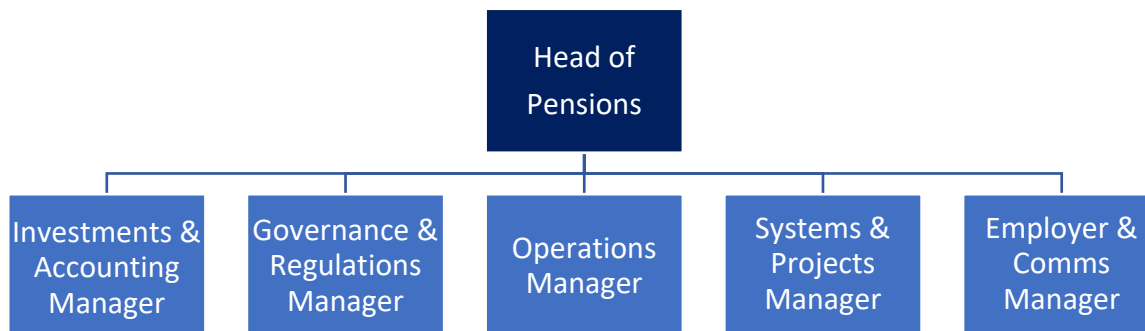 Head of
Pensions
Investments &
Accounting
Manager
Governance &
Regulations
Manager
Operations
Manager
Systems &
Projects
Manager
Employer &
Comms
Manager